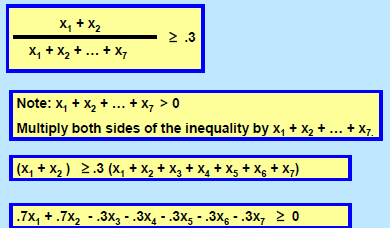 x₁ + x₂
x₁ + x₂ + ... + x₇
≥ .3
Note: x₁ + x₂ + ... + x₇ > 0
Multiply both sides of the inequality by x₁ + x₂ + ... + x₇.
(x₁ + x₂ ) ≥ .3 (x₁ + x₂ + x₃ + x₄ + x₅ + x₆ + x₇)
.7x₁ + .7x₂ - .3x₃ - .3x₄ - .3x₅ - .3x₆ - .3x₇ ≥ 0